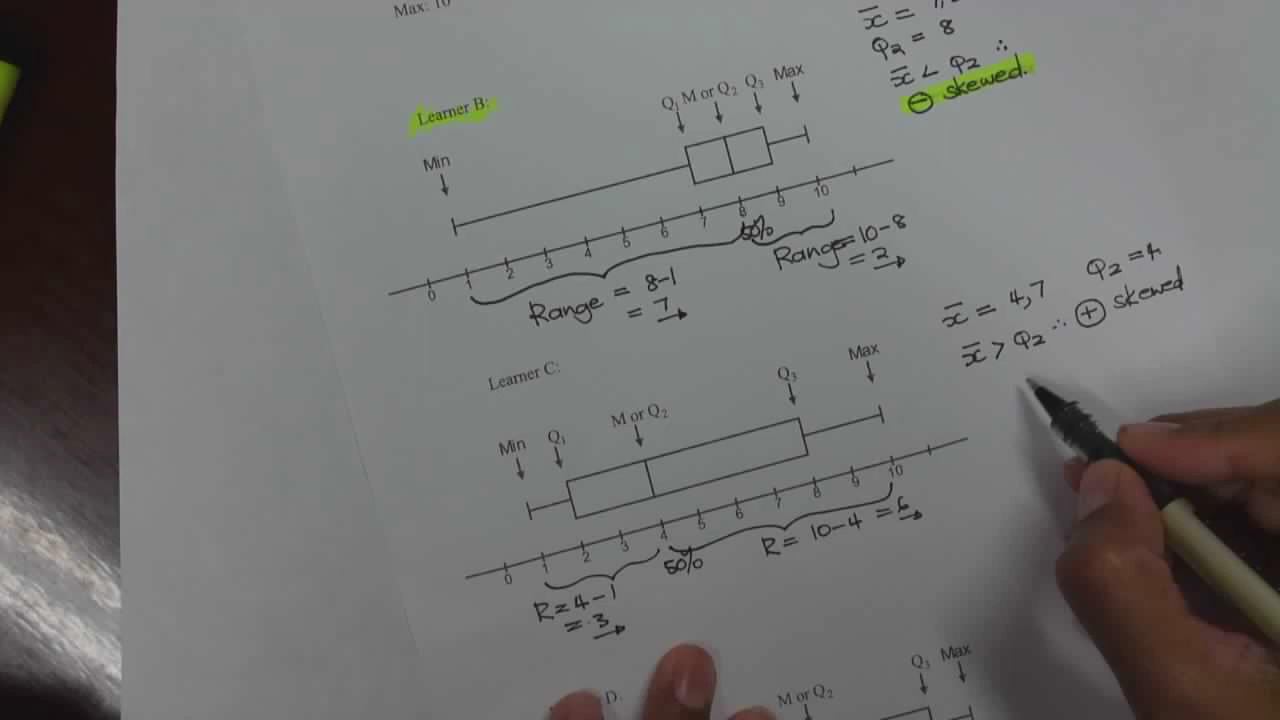 Max: 10
x̄ =
Q2 = 8
x̄ < Q2 ∴
⊖ skewed.
Learner B:
Q1 M or Q2 Q3 Max
Min
0 1 2 3 4 5 6 7 8 9 10
50%
Range = 8-1
= 7
Range = 10-8
= 2
Learner C:
x̄ = 4,7 Q2 = 4
x̄ > Q2 ∴ ⊕ skewed
Min Q1 M or Q2 Q3 Max
0 1 2 3 4 5 6 7 8 9 10
R = 4-1
= 3
50%
R = 10-4 = 6
D.
M or Q2 Q3 Max